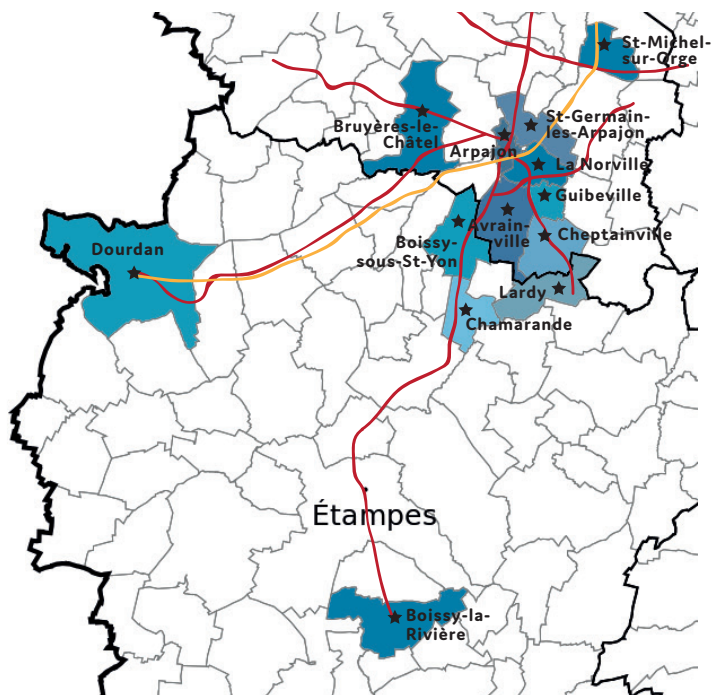 St-Michel-
sur-Orge
St-Germain-
les-Arpajon
Bruyères-le-
Châtel
Arpajon
La Norville
Guibeville
Avrain-
ville
Cheptainville
Boissy-
sous-St-Yon
Dourdan
Lardy
Chamarande
Étampes
Boissy-la-
Rivière